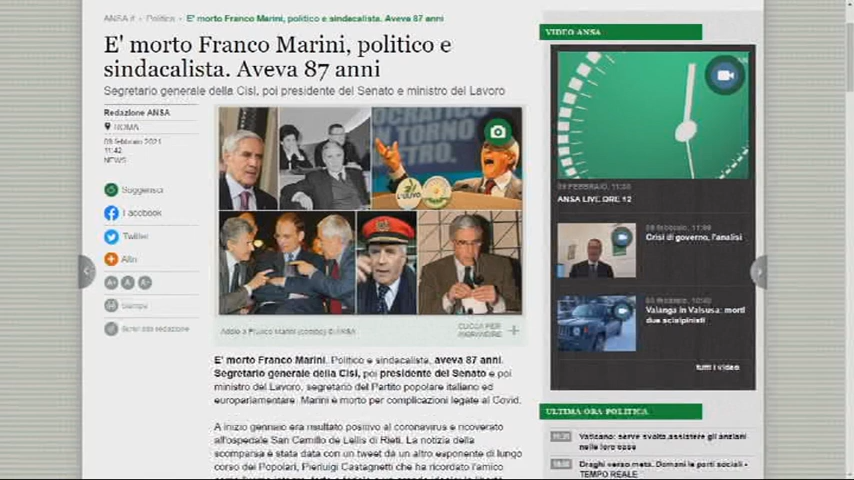 ANSA.it › Politica › E' morto Franco Marini, politico e sindacalista. Aveva 87 anni
E' morto Franco Marini, politico e
sindacalista. Aveva 87 anni
Segretario generale della Cisl, poi presidente del Senato e ministro del Lavoro
Redazione ANSA
ROMA
09 febbraio 2021
11:42
NEWS
Suggerisci
Facebook
Twitter
Altri
A+ A A-
Stampa
Scrivi alla redazione
OCRATICO
TORNO
L'ULIVO
Addio a Franco Marini (combo) © ANSA
CLICCA PER
INGRANDIRE
E' morto Franco Marini. Politico e sindacalista, aveva 87 anni.
Segretario generale della Cisl, poi presidente del Senato e poi
ministro del Lavoro, segretario del Partito popolare italiano ed
europarlamentare. Marini è morto per complicazioni legate al Covid.
A inizio gennaio era risultato positivo al coronavirus e ricoverato
all'ospedale San Camillo de Lellis di Rieti. La notizia della
scomparsa è stata data con un tweet da un altro esponente di lungo
corso dei Popolari, Pierluigi Castagnetti che ha ricordato l'amico
VIDEO ANSA
09 FEBBRAIO,
ANSA LIVE ORE 12
Crisi di governo, l'analisi
Valanga in Valsusa: morti
due scialpinisti
tutti i video
ULTIMA ORA POLITICA
Vaticano: serve svolta,assistere gli anziani
nelle loro case
Draghi verso meta. Domani le parti sociali -
TEMPO REALE